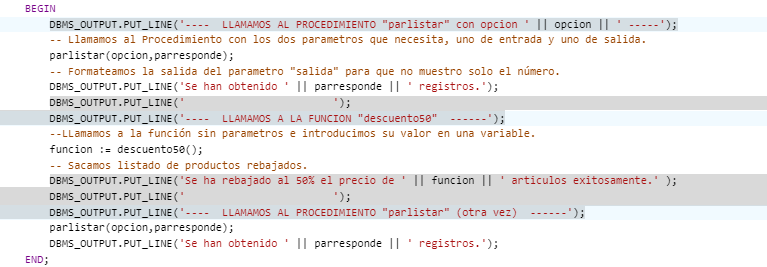 BEGIN
DBMS_OUTPUT.PUT_LINE('----  LLAMAMOS AL PROCEDIMIENTO "parlistar" con opcion ' || opcion || ' -----');
-- Llamamos al Procedimiento con los dos parametros que necesita, uno de entrada y uno de salida.
parlistar(opcion,parresponde);
-- Formateamos la salida del parametro "salida" para que no muestro solo el número.
DBMS_OUTPUT.PUT_LINE('Se han obtenido ' || parresponde || ' registros.');
DBMS_OUTPUT.PUT_LINE('                        ');
DBMS_OUTPUT.PUT_LINE('----  LLAMAMOS A LA FUNCION "descuento50"  ------');
--LLamamos a la función sin parametros e introducimos su valor en una variable.
funcion := descuento50();
-- Sacamos listado de productos rebajados.
DBMS_OUTPUT.PUT_LINE('Se ha rebajado al 50% el precio de ' || funcion || ' articulos exitosamente.' );
DBMS_OUTPUT.PUT_LINE('                        ');
DBMS_OUTPUT.PUT_LINE('----  LLAMAMOS AL PROCEDIMIENTO "parlistar" (otra vez)  ------');
parlistar(opcion,parresponde);
DBMS_OUTPUT.PUT_LINE('Se han obtenido ' || parresponde || ' registros.');
END;